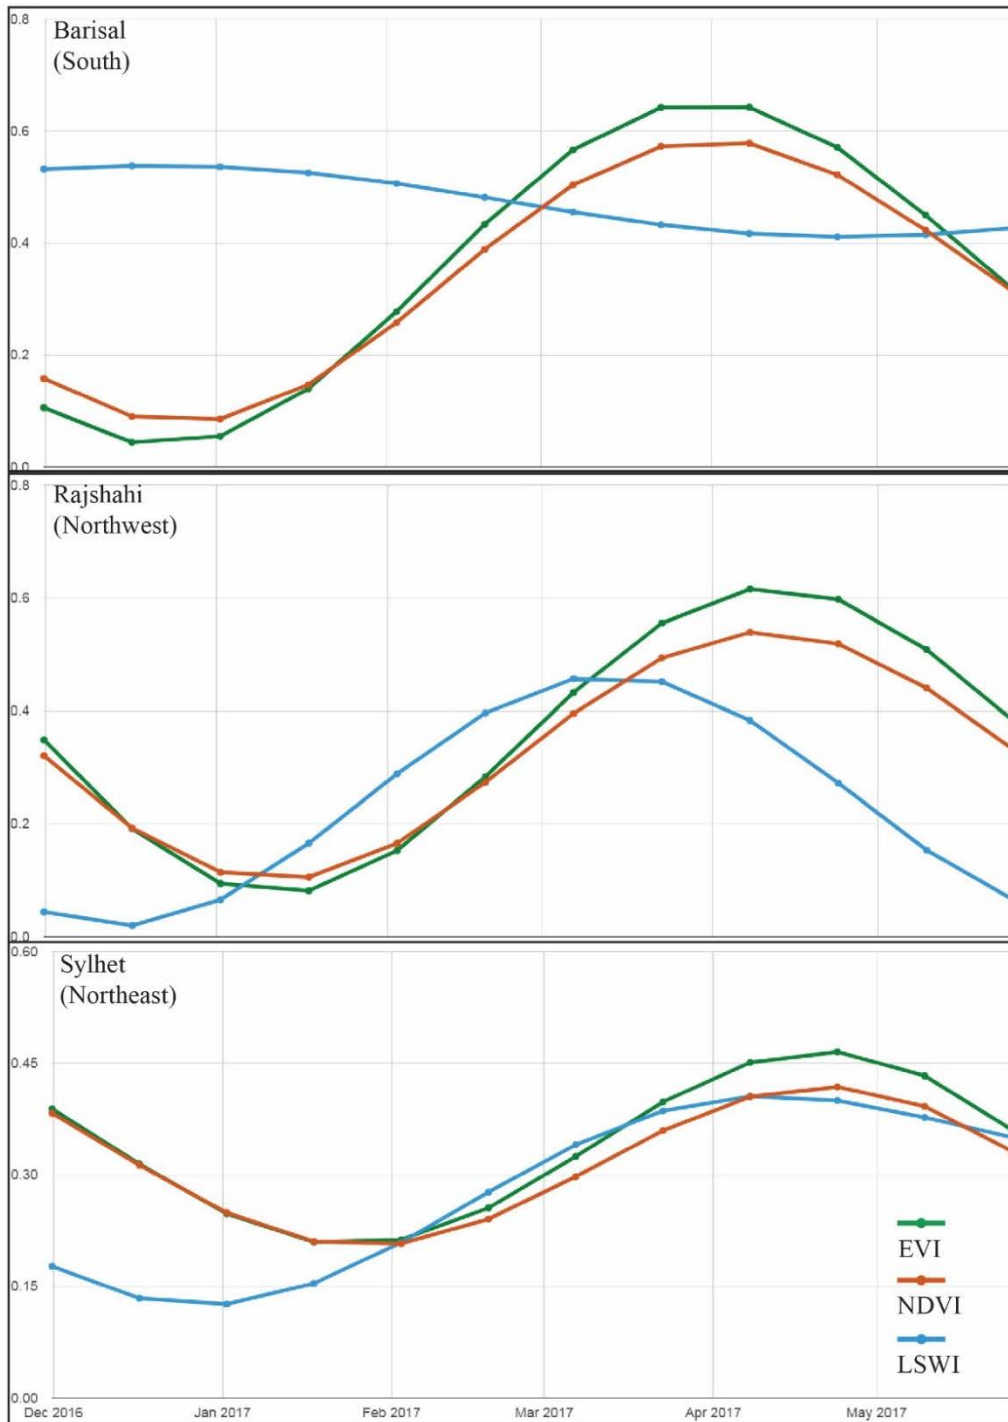 0.8
Barisal
(South)
0.6
0.4
0.2
0.0
0.8
Rajshahi
(Northwest)
0.6
0.4
0.2
0.0
0.60
Sylhet
(Northeast)
0.45
0.30
EVI
NDVI
0.15
LSWI
0.00
Dec 2016 Jan 2017 Feb 2017 Mar 2017 Apr 2017 May 2017